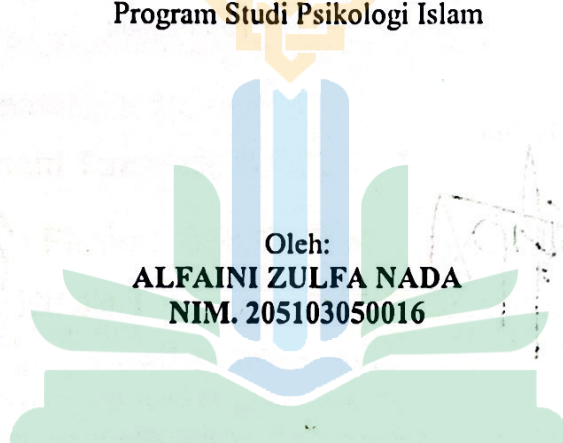 Program Studi Psikologi Islam
Oleh:
ALFAINI ZULFA NADA
NIM. 205103050016